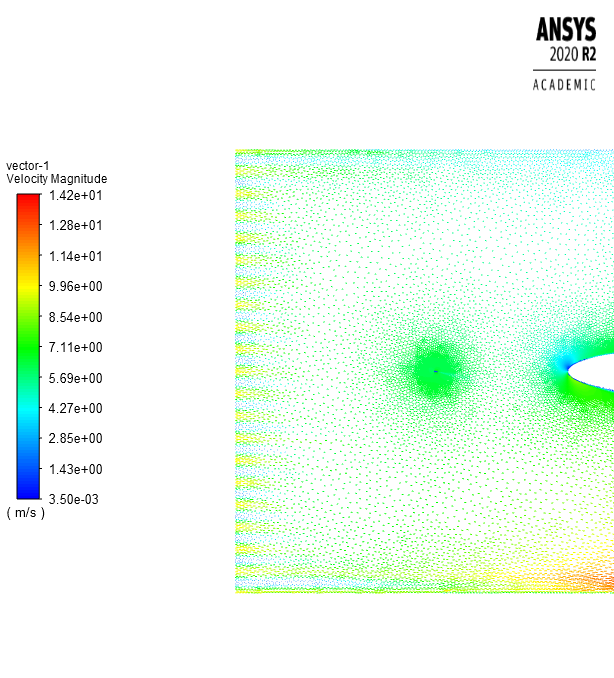 ANSYS
2020 R2
ACADEMIC
vector-1
Velocity Magnitude
1.42e+01
1.28e+01
1.14e+01
9.96e+00
8.54e+00
7.11e+00
5.69e+00
4.27e+00
2.85e+00
1.43e+00
3.50e-03
( m/s )